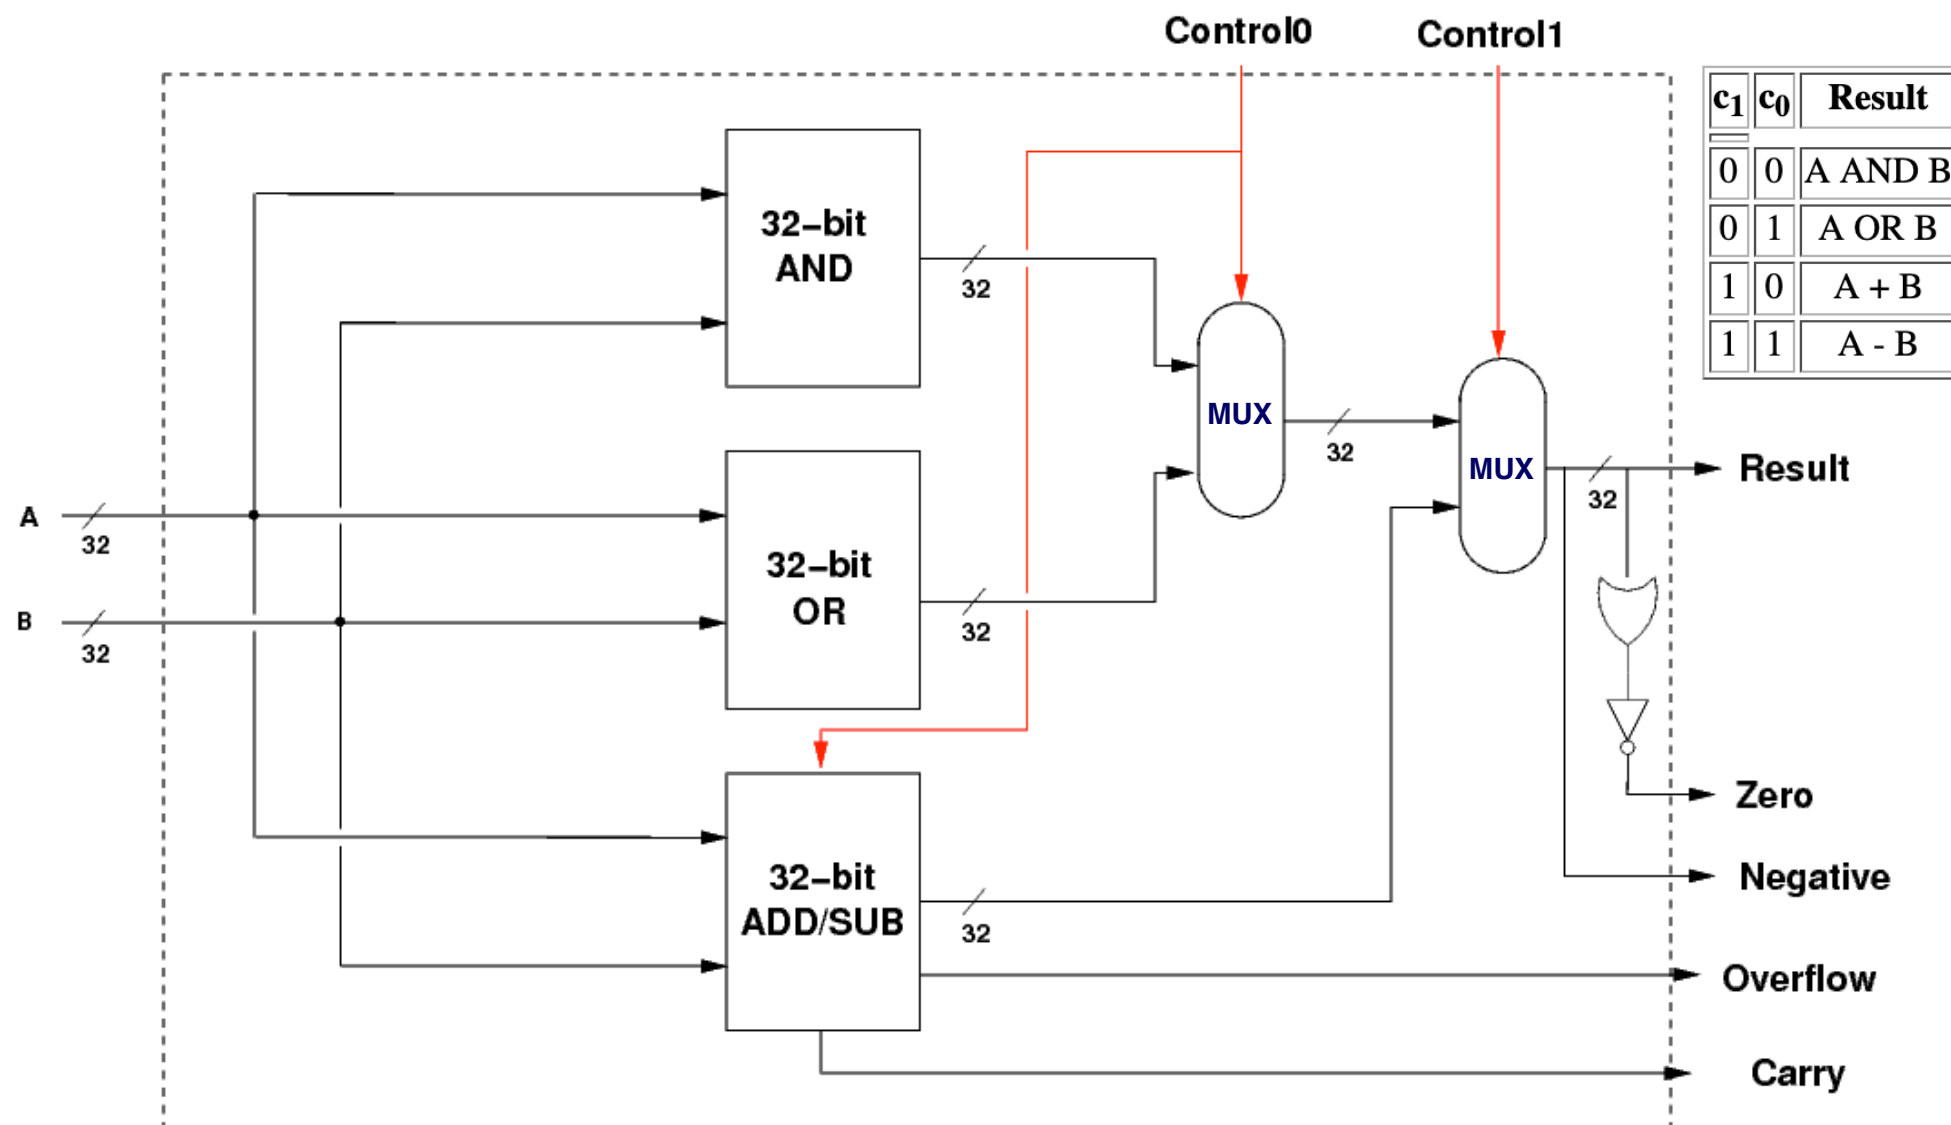 Control0
Control1
c1 c0 Result
0 0 A AND B
0 1 A OR B
1 0 A + B
1 1 A - B
32–bit
AND
32
MUX
32
MUX
32
Result
A
32
B
32
32–bit
OR
32
Zero
Negative
32–bit
ADD/SUB
32
Overflow
Carry